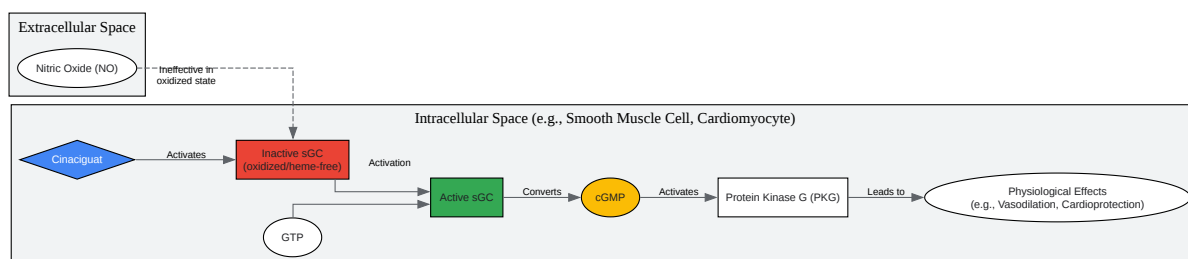 Extracellular Space
Nitric Oxide (NO)
Ineffective in
oxidized state
Intracellular Space (e.g., Smooth Muscle Cell, Cardiomyocyte)
Cinaciguat
Activates
Inactive sGC
(oxidized/heme-free)
Activation
GTP
Active sGC
Converts
cGMP
Activates
Protein Kinase G (PKG)
Leads to
Physiological Effects
(e.g., Vasodilation, Cardioprotection)